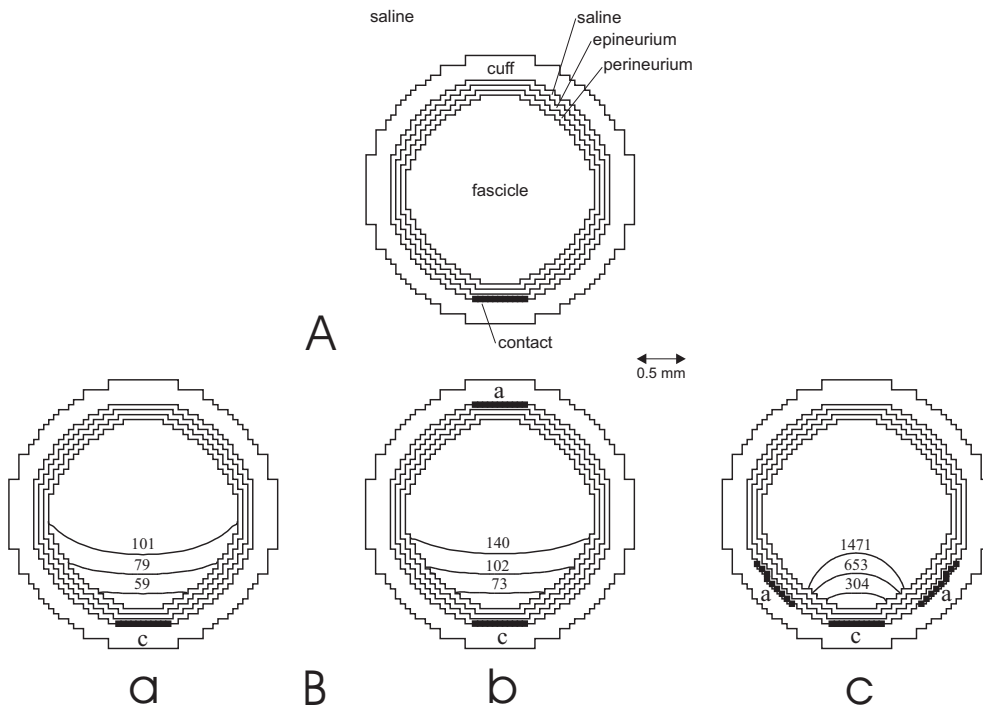 saline
saline
epineurium
cuff
perineurium
fascicle
A
contact
0.5 mm
a
101
140
1471
79
102
653
59
73
304
a
a
c
c
c
a
B
b
c